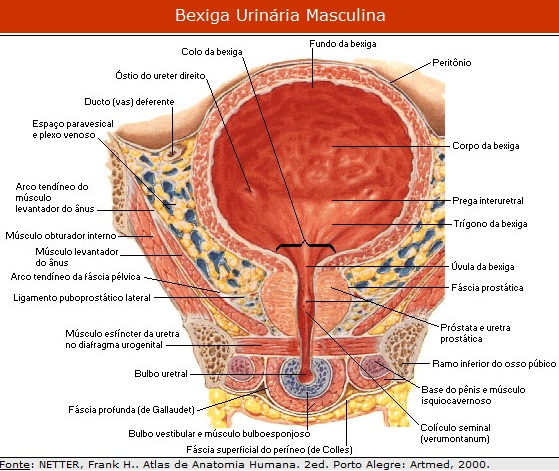 Bexiga Urinária Masculina
Fundo da bexiga
Colo da bexiga
Peritônio
Óstio do ureter direito
Ducto (vas) deferente
Espaço paravesical
e plexo venoso
Corpo da bexiga
Arco tendíneo do
músculo
levantador do ânus
Prega interuretral
Trígono da bexiga
Músculo obturador interno
Músculo levantador
do ânus
Úvula da bexiga
Arco tendíneo da fáscia pélvica
Fáscia prostática
Ligamento puboprostático lateral
Próstata e uretra
prostática
Músculo esfíncter da uretra
no diafragma urogenital
Ramo inferior do osso púbico
Bulbo uretral
Base do pênis e músculo
isquiocavernoso
Fáscia profunda (de Gallaudet)
Colículo seminal
(verumontanum)
Bulbo vestibular e músculo bulboesponjoso
Fáscia superficial do períneo (de Colles)
Fonte: NETTER, Frank H.. Atlas de Anatomia Humana. 2ed. Porto Alegre: Artmed, 2000.